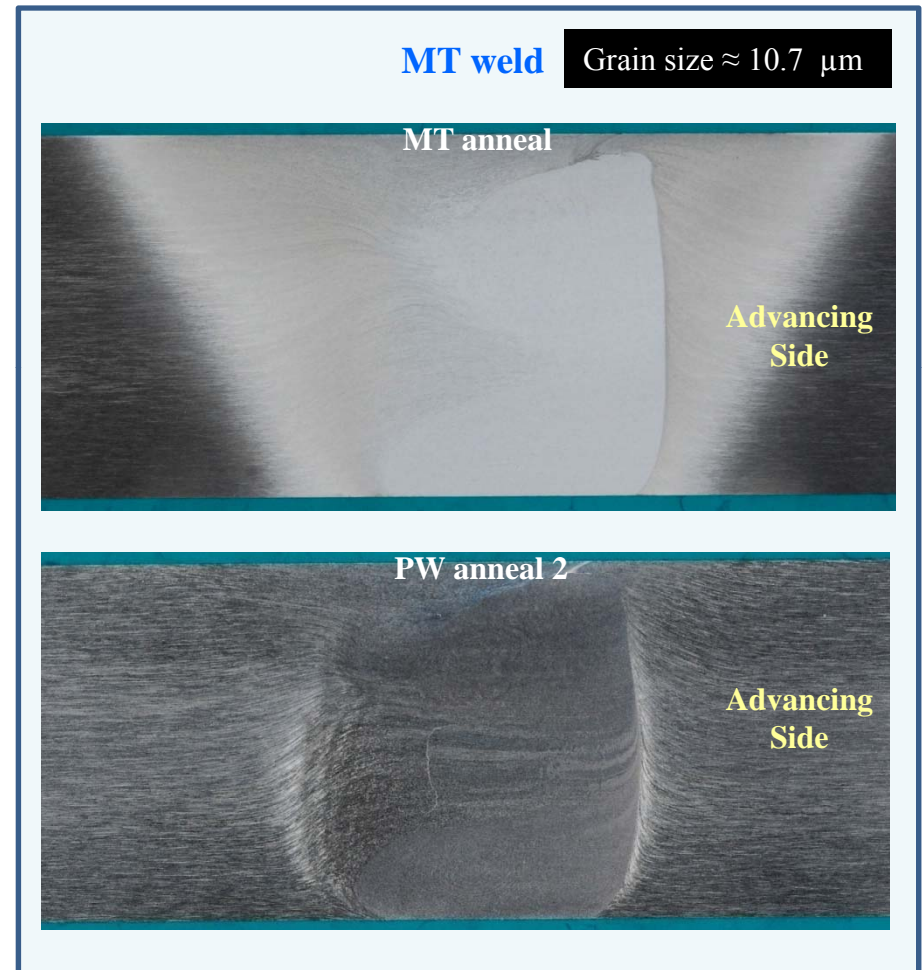 MT weld
Grain size ≈ 10.7 µm
MT anneal
Advancing
Side
PW anneal 2
Advancing
Side